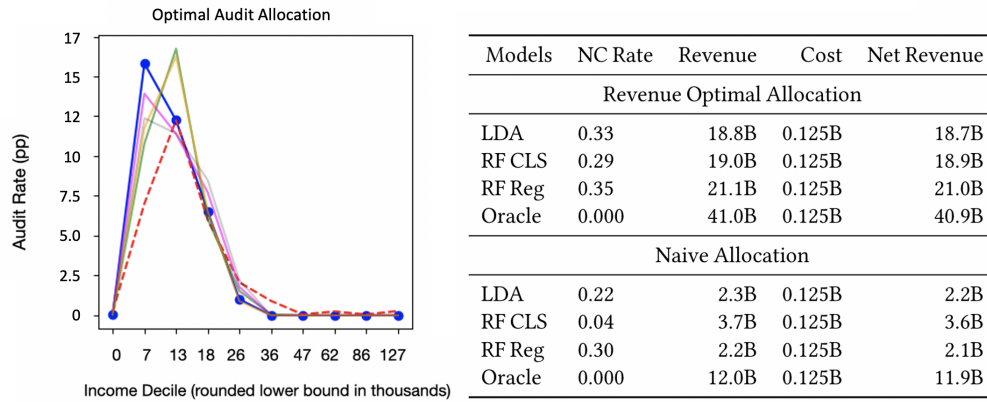 Optimal Audit Allocation
17
15
12
10
7.5
5.0
2.5
0
Audit Rate (pp)
0 7 13 18 26 36 47 62 86 127
Income Decile (rounded lower bound in thousands)
Models NC Rate Revenue Cost Net Revenue
Revenue Optimal Allocation
LDA 0.33 18.8B 0.125B 18.7B
RF CLS 0.29 19.0B 0.125B 18.9B
RF Reg 0.35 21.1B 0.125B 21.0B
Oracle 0.000 41.0B 0.125B 40.9B
Naive Allocation
LDA 0.22 2.3B 0.125B 2.2B
RF CLS 0.04 3.7B 0.125B 3.6B
RF Reg 0.30 2.2B 0.125B 2.1B
Oracle 0.000 12.0B 0.125B 11.9B